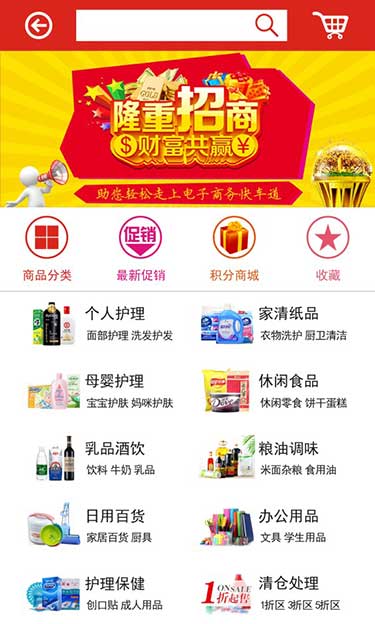 GOLD
隆重招商
$财富共赢¥
助您轻松走上电子商务快车道
促销
商品分类 最新促销 积分商城 收藏
个人护理 家清纸品
面部护理 洗发护发 衣物洗护 厨卫清洁
母婴护理 休闲食品
宝宝护肤 妈咪护肤 休闲零食 饼干蛋糕
乳品酒饮 粮油调味
饮料 牛奶 乳品 米面杂粮 食用油
日用百货 办公用品
家居百货 厨具 文具 学生用品
护理保健 清仓处理
创口贴 成人用品 1折区 3折区 5折区
ONSALE
1折起售